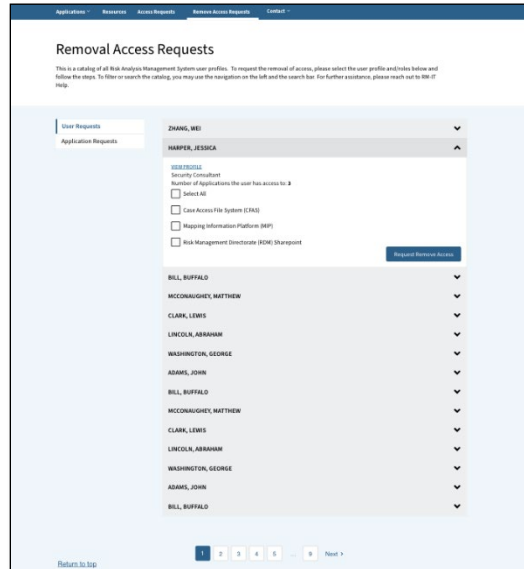 Applications Resources Access Requests Remove Access Requests Contact
Removal Access Requests
This is a catalog of all Risk Analysis Management System user profiles. To request the removal of access, please select the user profile and/roles below and
follow the steps. To filter or search the catalog, you may use the navigation on the left and the search bar. For further assistance, please reach out to RM-IT
Help.
User Requests
Application Requests
ZHANG, WEI
HARPER, JESSICA
VIEW PROFILE
Security Consultant
Number of Applications the user has access to: 3
Select All
Case Access File System (CFAS)
Mapping Information Platform (MIP)
Risk Management Directorate (RDM) Sharepoint
Request Remove Access
BILL, BUFFALO
MCCONAUGHEY, MATTHEW
CLARK, LEWIS
LINCOLN, ABRAHAM
WASHINGTON, GEORGE
ADAMS, JOHN
BILL, BUFFALO
MCCONAUGHEY, MATTHEW
CLARK, LEWIS
LINCOLN, ABRAHAM
WASHINGTON, GEORGE
ADAMS, JOHN
BILL, BUFFALO
1 2 3 4 5 ... 8 Next >
Return to top